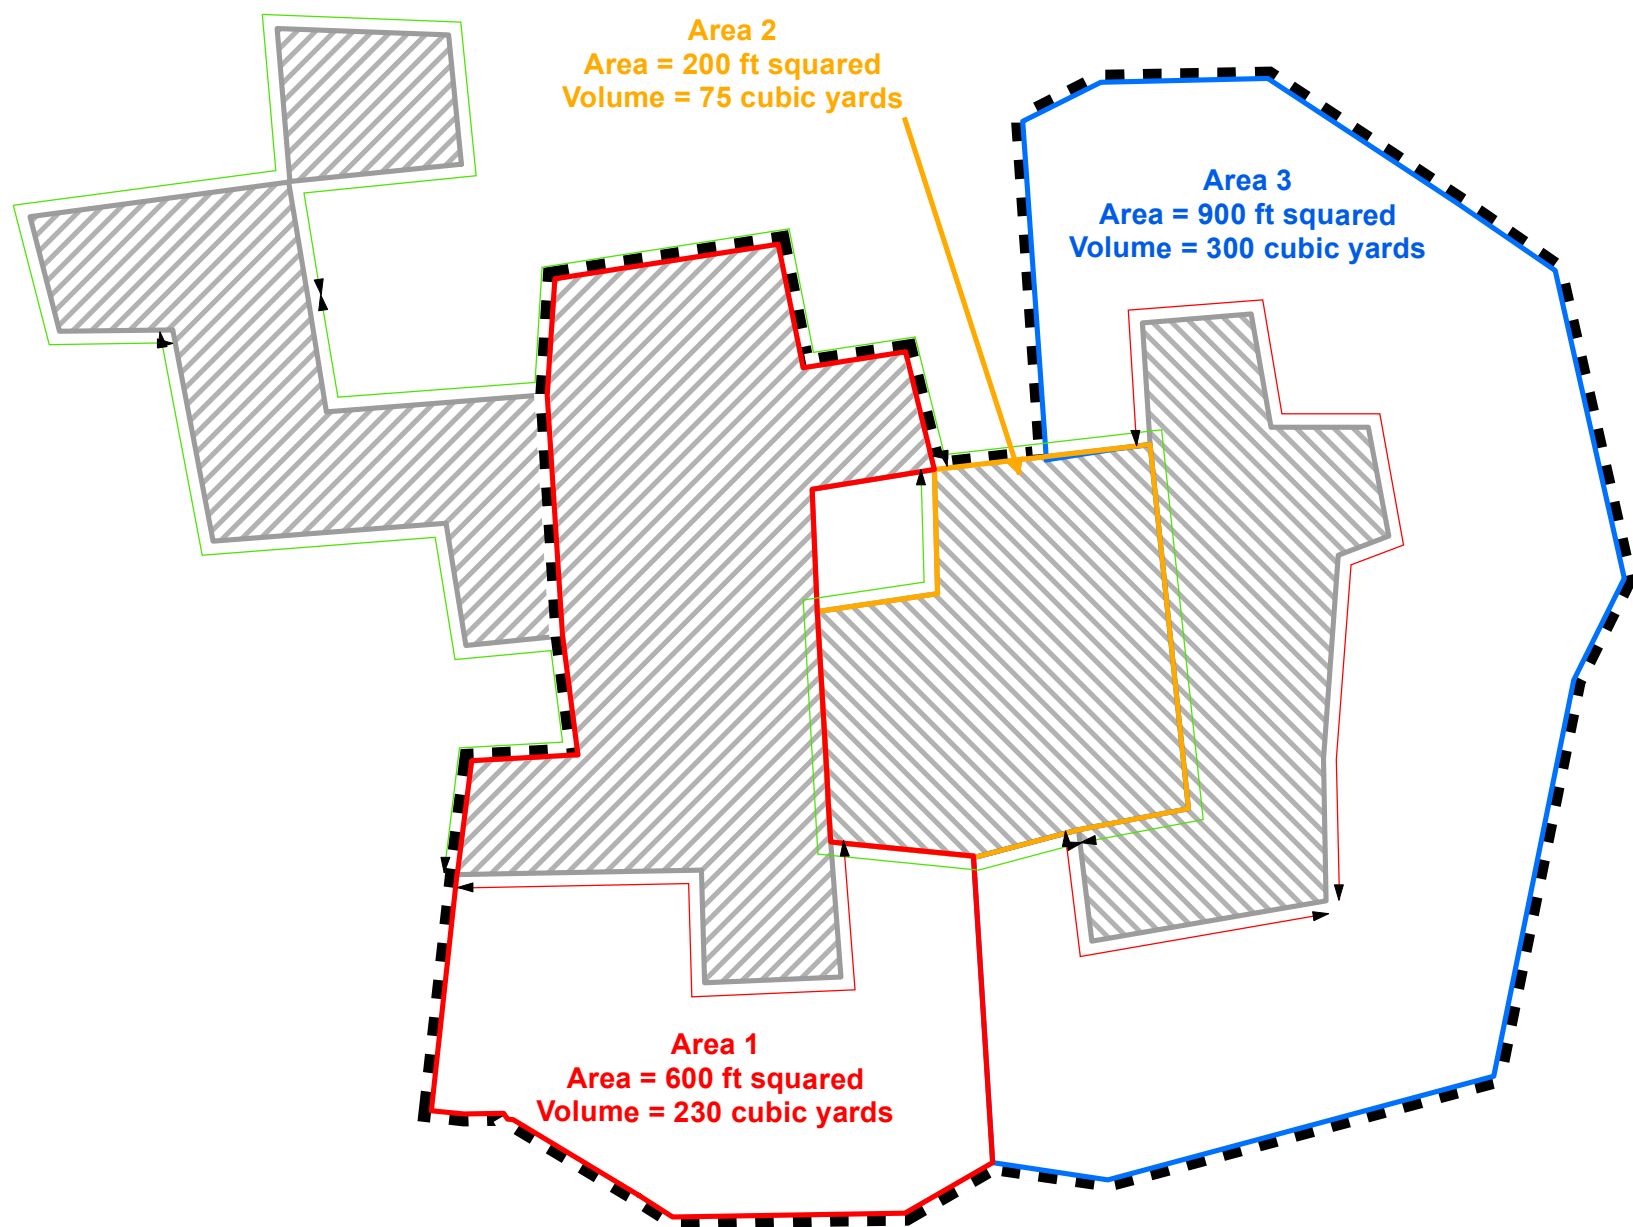 Area 2
Area = 200 ft squared
Volume = 75 cubic yards
Area 3
Area = 900 ft squared
Volume = 300 cubic yards
Area 1
Area = 600 ft squared
Volume = 230 cubic yards